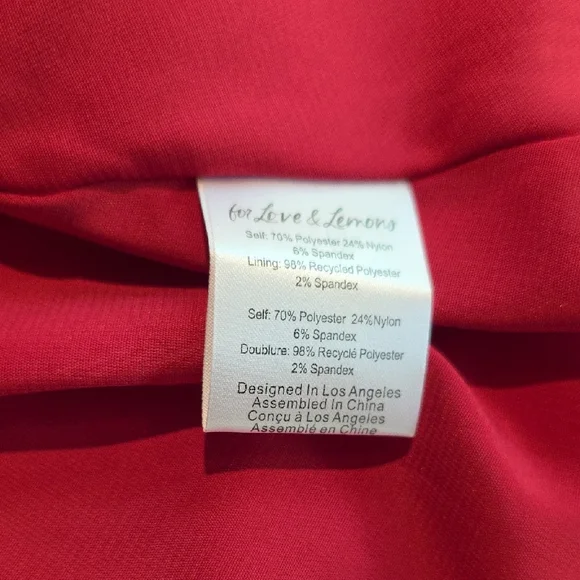 for Love & Lemons
Self: 70% Polyester 24% Nylon
6% Spandex
Lining: 98% Recycled Polyester
2% Spandex
Self: 70% Polyester 24%Nylon
6% Spandex
Doublure: 98% Recyclé Polyester
2% Spandex
Designed In Los Angeles
Assembled In China
Conçu à Los Angeles
Assemblé en Chine